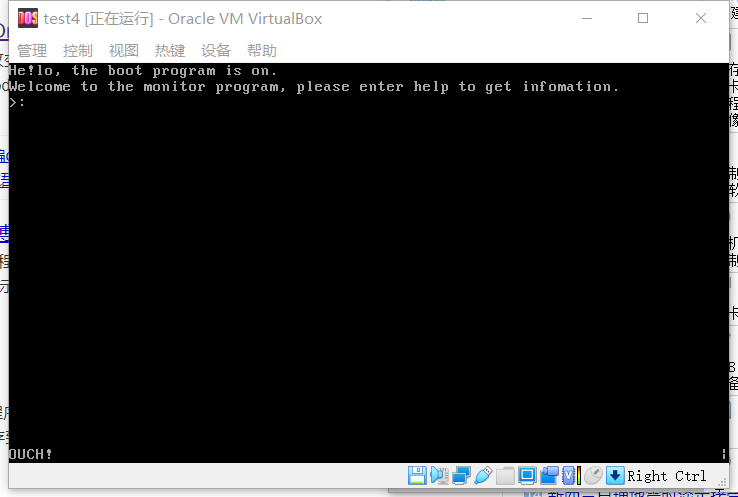 test4 [正在运行] - Oracle VM VirtualBox
管理 控制 视图 热键 设备 帮助
He!lo, the boot program is on.
Welcome to the monitor program, please enter help to get infomation.
>:
OUCH!
Right Ctrl